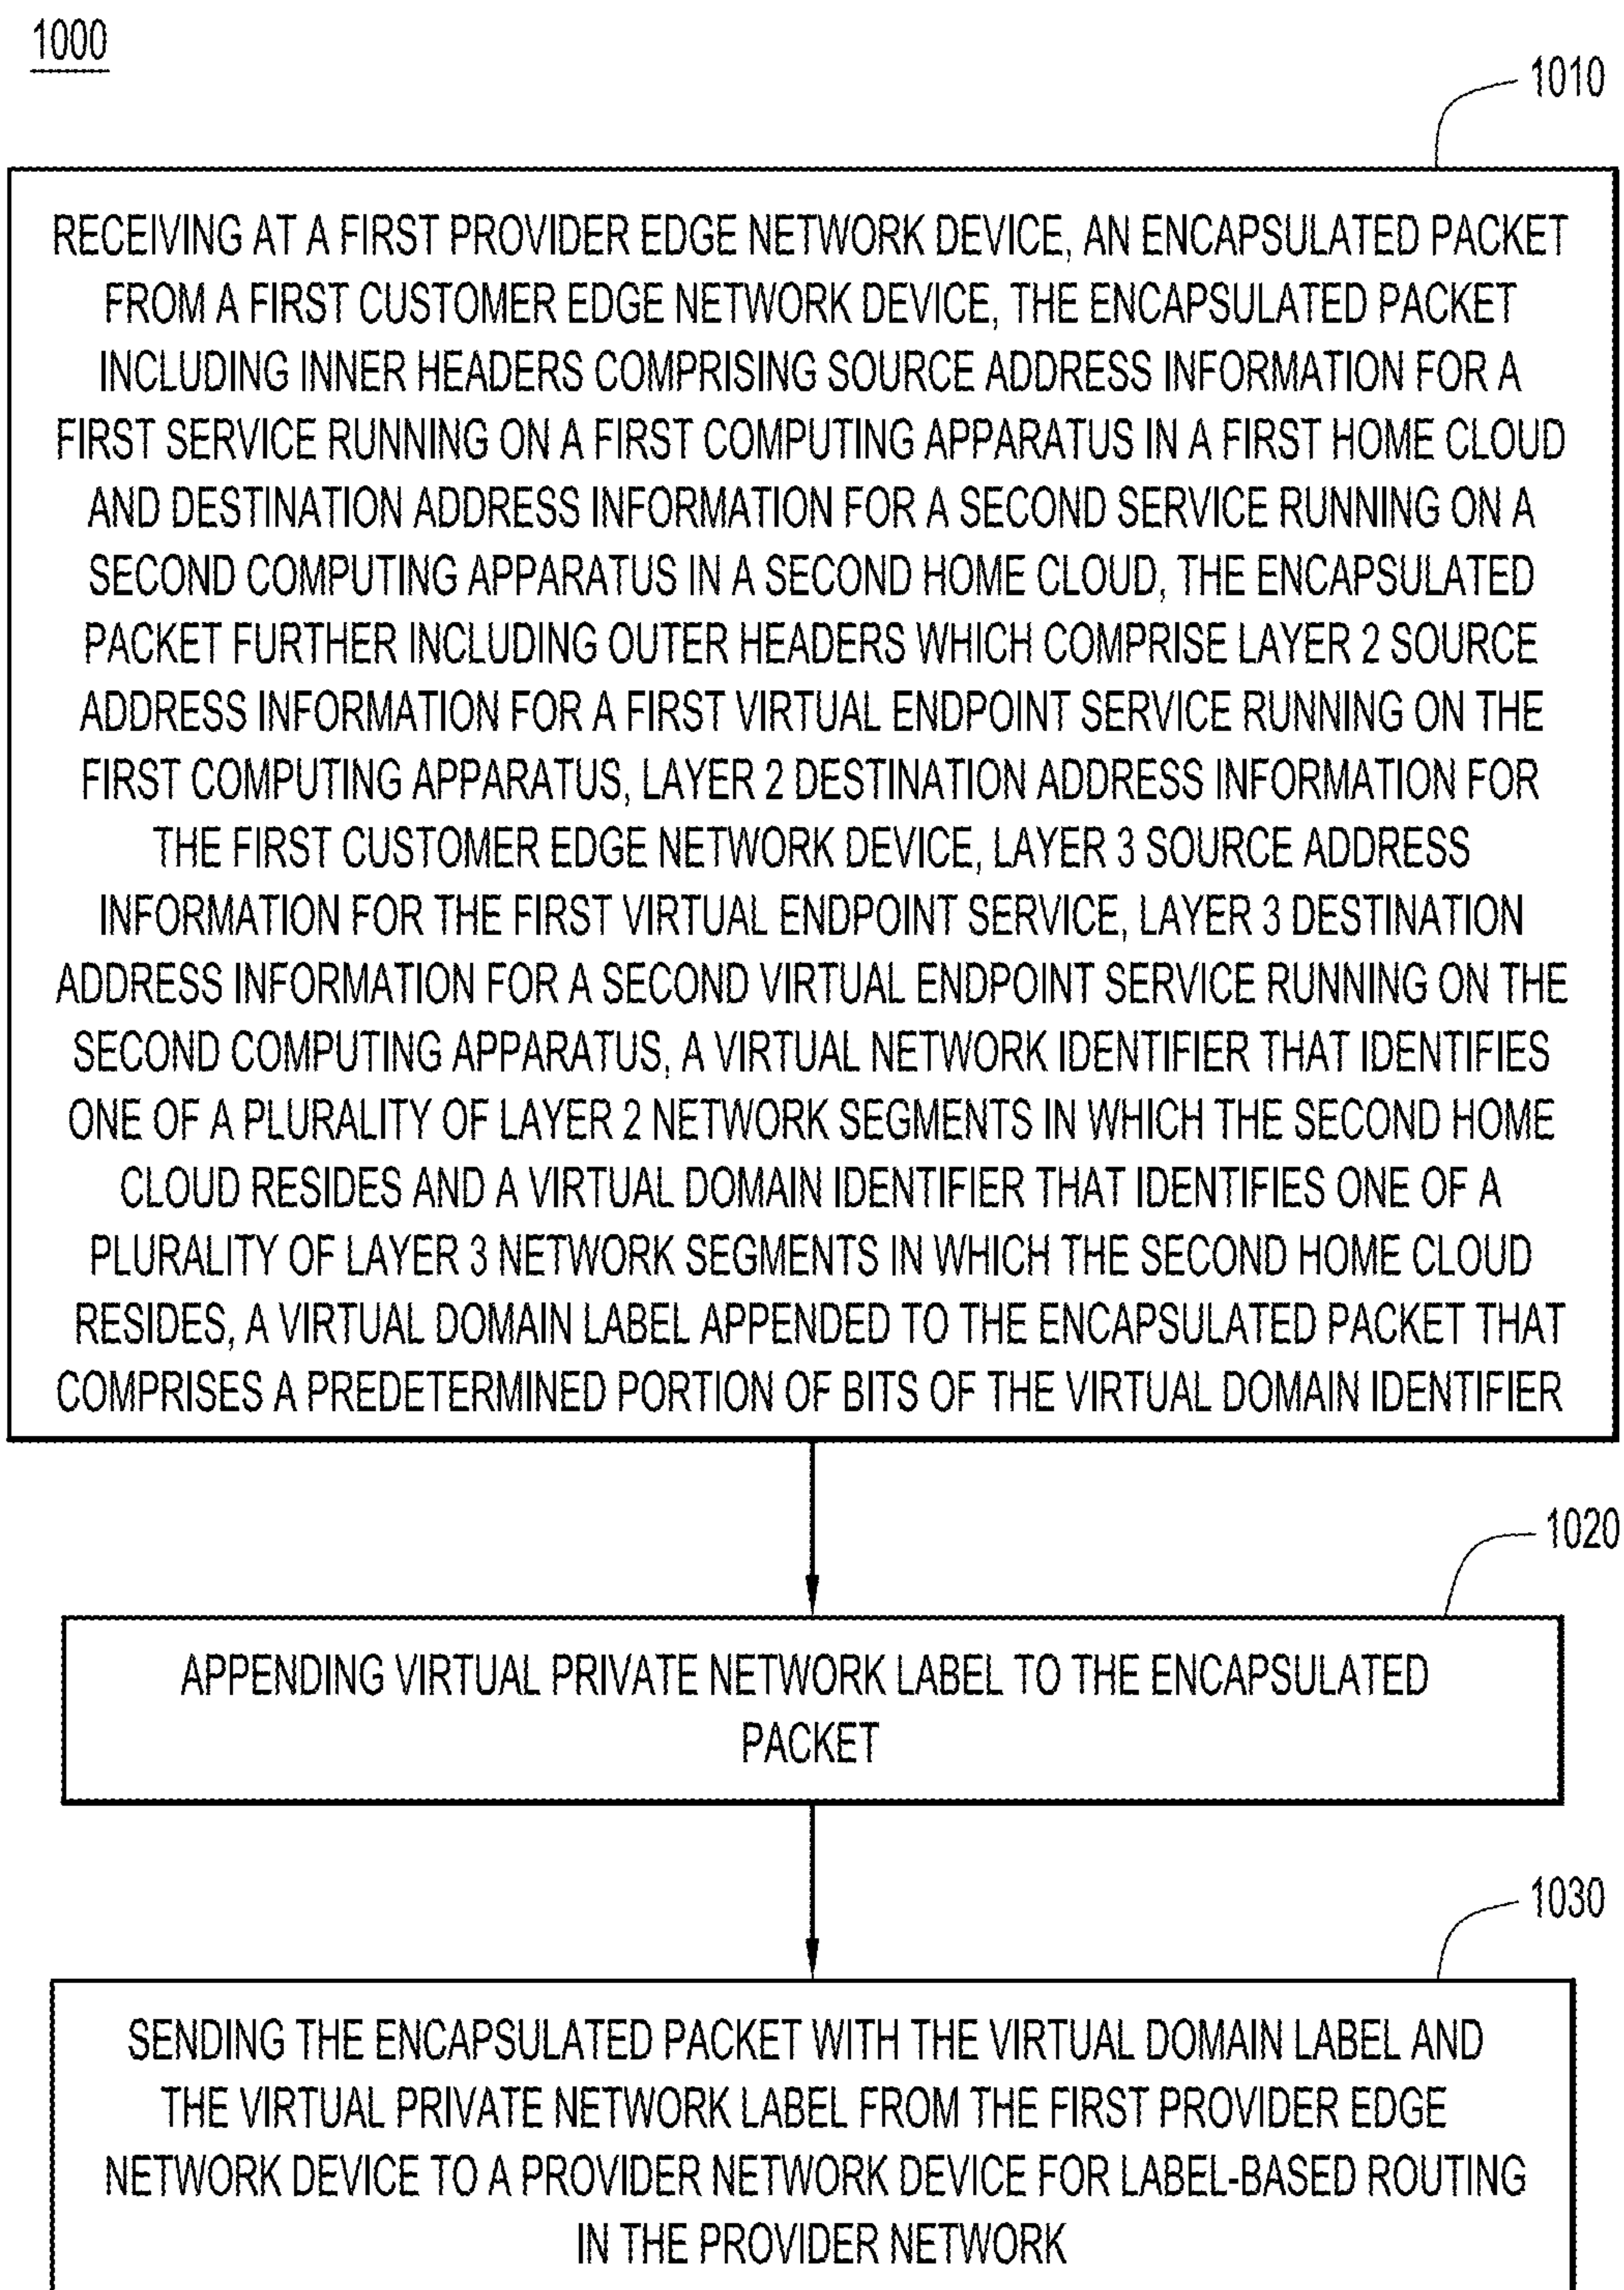 1000
1010
RECEIVING AT A FIRST PROVIDER EDGE NETWORK DEVICE, AN ENCAPSULATED PACKET
FROM A FIRST CUSTOMER EDGE NETWORK DEVICE, THE ENCAPSULATED PACKET
INCLUDING INNER HEADERS COMPRISING SOURCE ADDRESS INFORMATION FOR A
FIRST SERVICE RUNNING ON A FIRST COMPUTING APPARATUS IN A FIRST HOME CLOUD
AND DESTINATION ADDRESS INFORMATION FOR A SECOND SERVICE RUNNING ON A
SECOND COMPUTING APPARATUS IN A SECOND HOME CLOUD, THE ENCAPSULATED
PACKET FURTHER INCLUDING OUTER HEADERS WHICH COMPRISE LAYER 2 SOURCE
ADDRESS INFORMATION FOR A FIRST VIRTUAL ENDPOINT SERVICE RUNNING ON THE
FIRST COMPUTING APPARATUS, LAYER 2 DESTINATION ADDRESS INFORMATION FOR
THE FIRST CUSTOMER EDGE NETWORK DEVICE, LAYER 3 SOURCE ADDRESS
INFORMATION FOR THE FIRST VIRTUAL ENDPOINT SERVICE, LAYER 3 DESTINATION
ADDRESS INFORMATION FOR A SECOND VIRTUAL ENDPOINT SERVICE RUNNING ON THE
SECOND COMPUTING APPARATUS, A VIRTUAL NETWORK IDENTIFIER THAT IDENTIFIES
ONE OF A PLURALITY OF LAYER 2 NETWORK SEGMENTS IN WHICH THE SECOND HOME
CLOUD RESIDES AND A VIRTUAL DOMAIN IDENTIFIER THAT IDENTIFIES ONE OF A
PLURALITY OF LAYER 3 NETWORK SEGMENTS IN WHICH THE SECOND HOME CLOUD
RESIDES, A VIRTUAL DOMAIN LABEL APPENDED TO THE ENCAPSULATED PACKET THAT
COMPRISES A PREDETERMINED PORTION OF BITS OF THE VIRTUAL DOMAIN IDENTIFIER
1020
APPENDING VIRTUAL PRIVATE NETWORK LABEL TO THE ENCAPSULATED
PACKET
1030
SENDING THE ENCAPSULATED PACKET WITH THE VIRTUAL DOMAIN LABEL AND
THE VIRTUAL PRIVATE NETWORK LABEL FROM THE FIRST PROVIDER EDGE
NETWORK DEVICE TO A PROVIDER NETWORK DEVICE FOR LABEL-BASED ROUTING
IN THE PROVIDER NETWORK